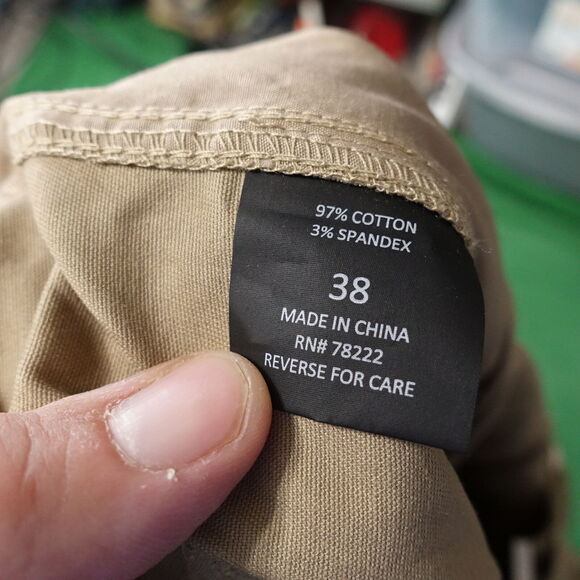 97% COTTON
3% SPANDEX
38
MADE IN CHINA
RN# 78222
REVERSE FOR CARE